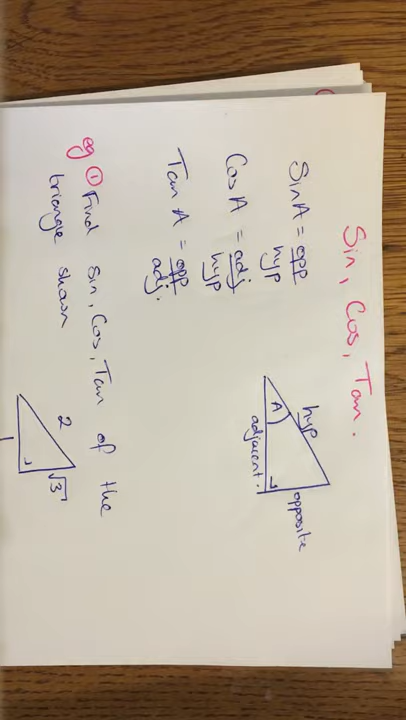 Sin, Cos, Tan.
Sin A = opp
hyp
Cos A = adj
hyp
Tan A = opp
adj.
hyp
A
opposite
adjacent.
eg ① Find Sin, Cos, Tan of the
triangle shown
2
√3
1